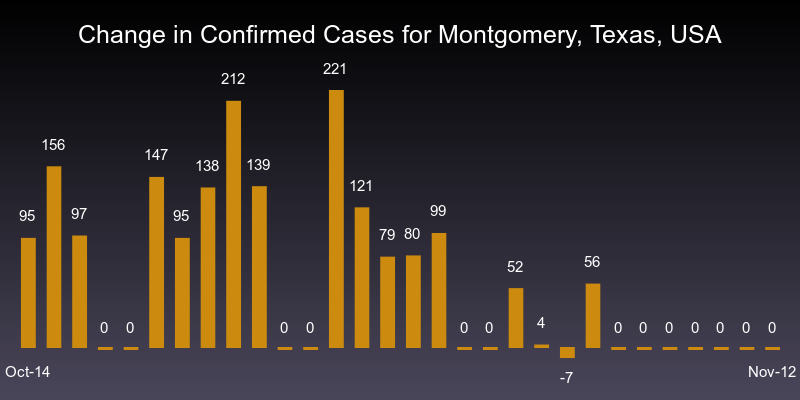 Change in Confirmed Cases for Montgomery, Texas, USA
95 156 97 0 0 147 95 138 212 139 0 0 221 121 79 80 99 0 0 52 4 -7 56 0 0 0 0 0 0 0
Oct-14 Nov-12